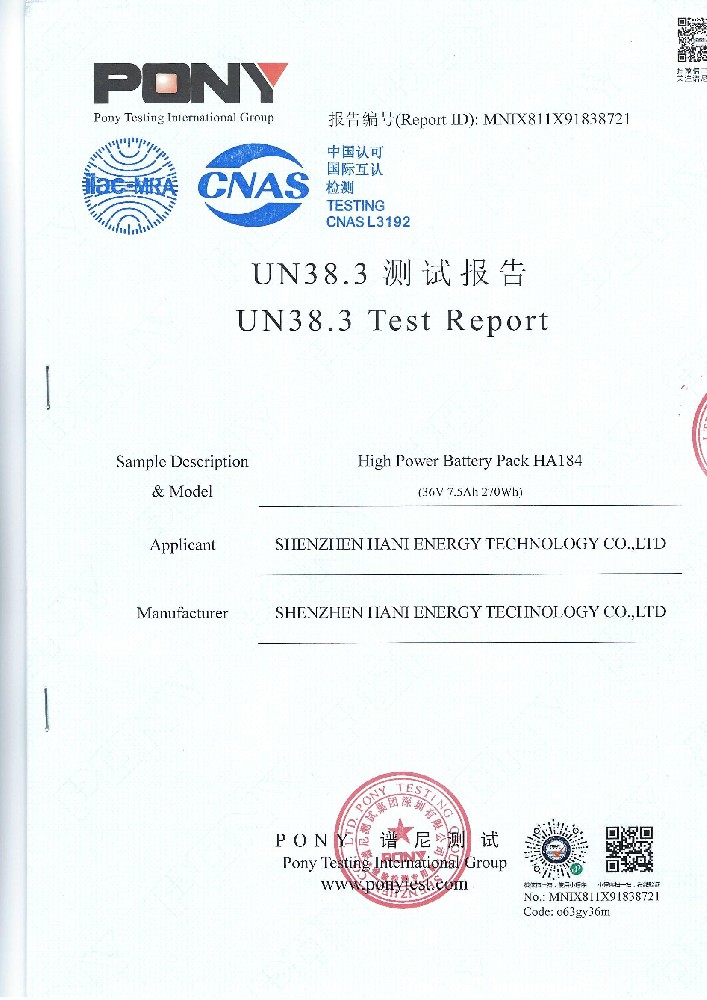 PONY
Pony Testing International Group
报告编号(Report ID): MNIX811X91838721
ilac-MRA
CNAS
中国认可
国际互认
检测
TESTING
CNAS L3192
UN38.3 测试报告
UN38.3 Test Report
Sample Description
& Model
High Power Battery Pack HA184
(36V 7.5Ah 270Wh)
Applicant
SHENZHEN HANI ENERGY TECHNOLOGY CO.,LTD
Manufacturer
SHENZHEN HANI ENERGY TECHNOLOGY CO.,LTD
PONY 谱尼测试
Pony Testing International Group
www.ponytest.com
PONY
No.: MNIX811X91838721
Code: o63gy36m